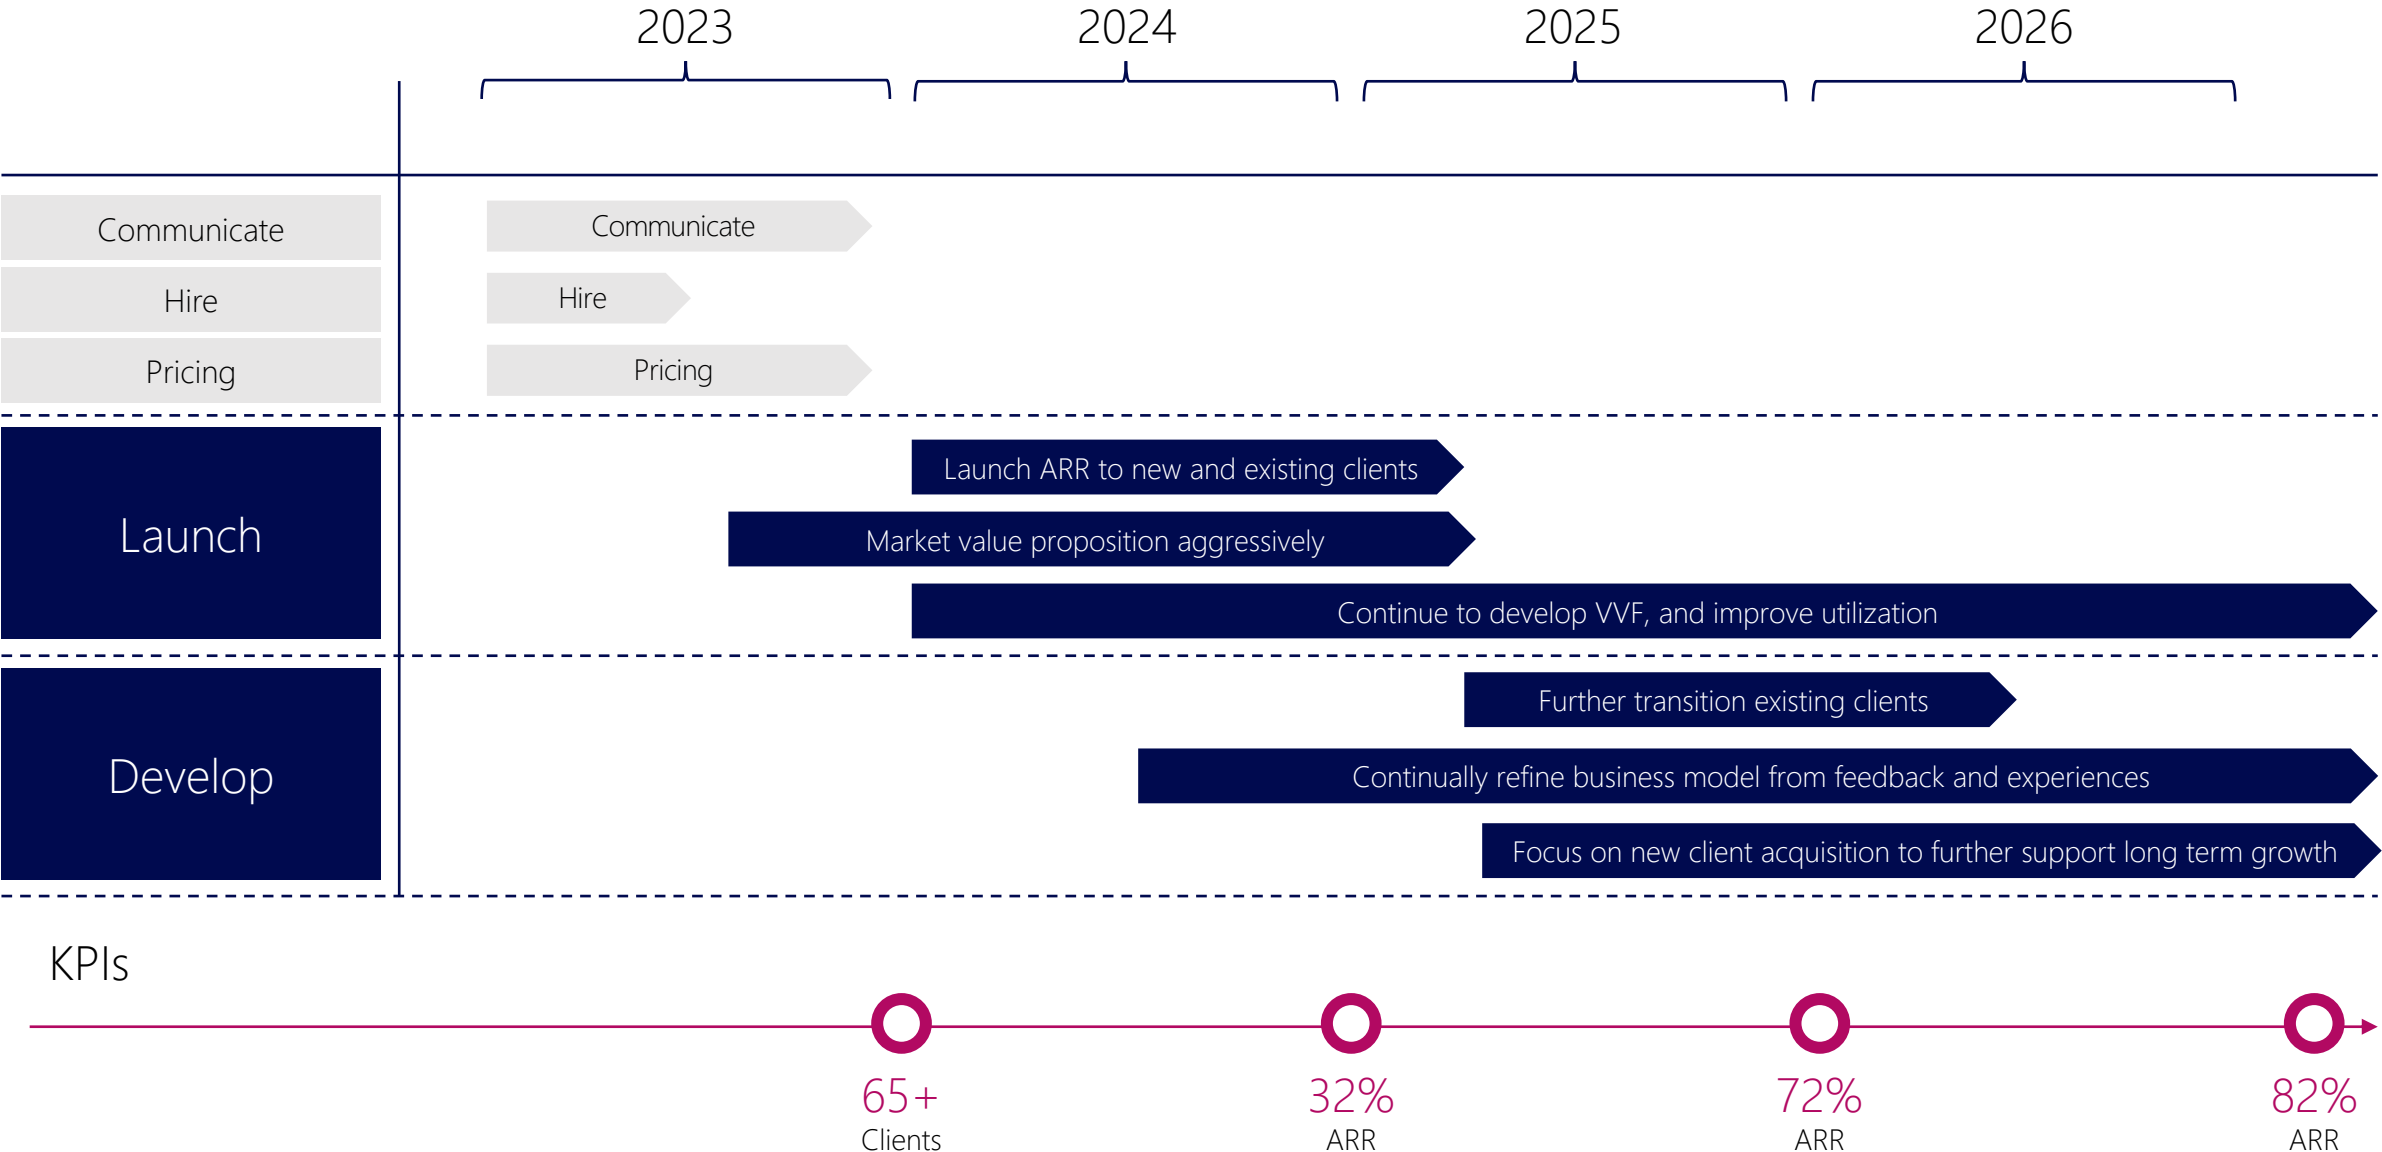 2023
2024
2025
2026
Communicate
Communicate
Hire
Hire
Pricing
Pricing
Launch
Launch ARR to new and existing clients
Market value proposition aggressively
Continue to develop VVF, and improve utilization
Develop
Further transition existing clients
Continually refine business model from feedback and experiences
Focus on new client acquisition to further support long term growth
KPIs
65+
Clients
32%
ARR
72%
ARR
82%
ARR